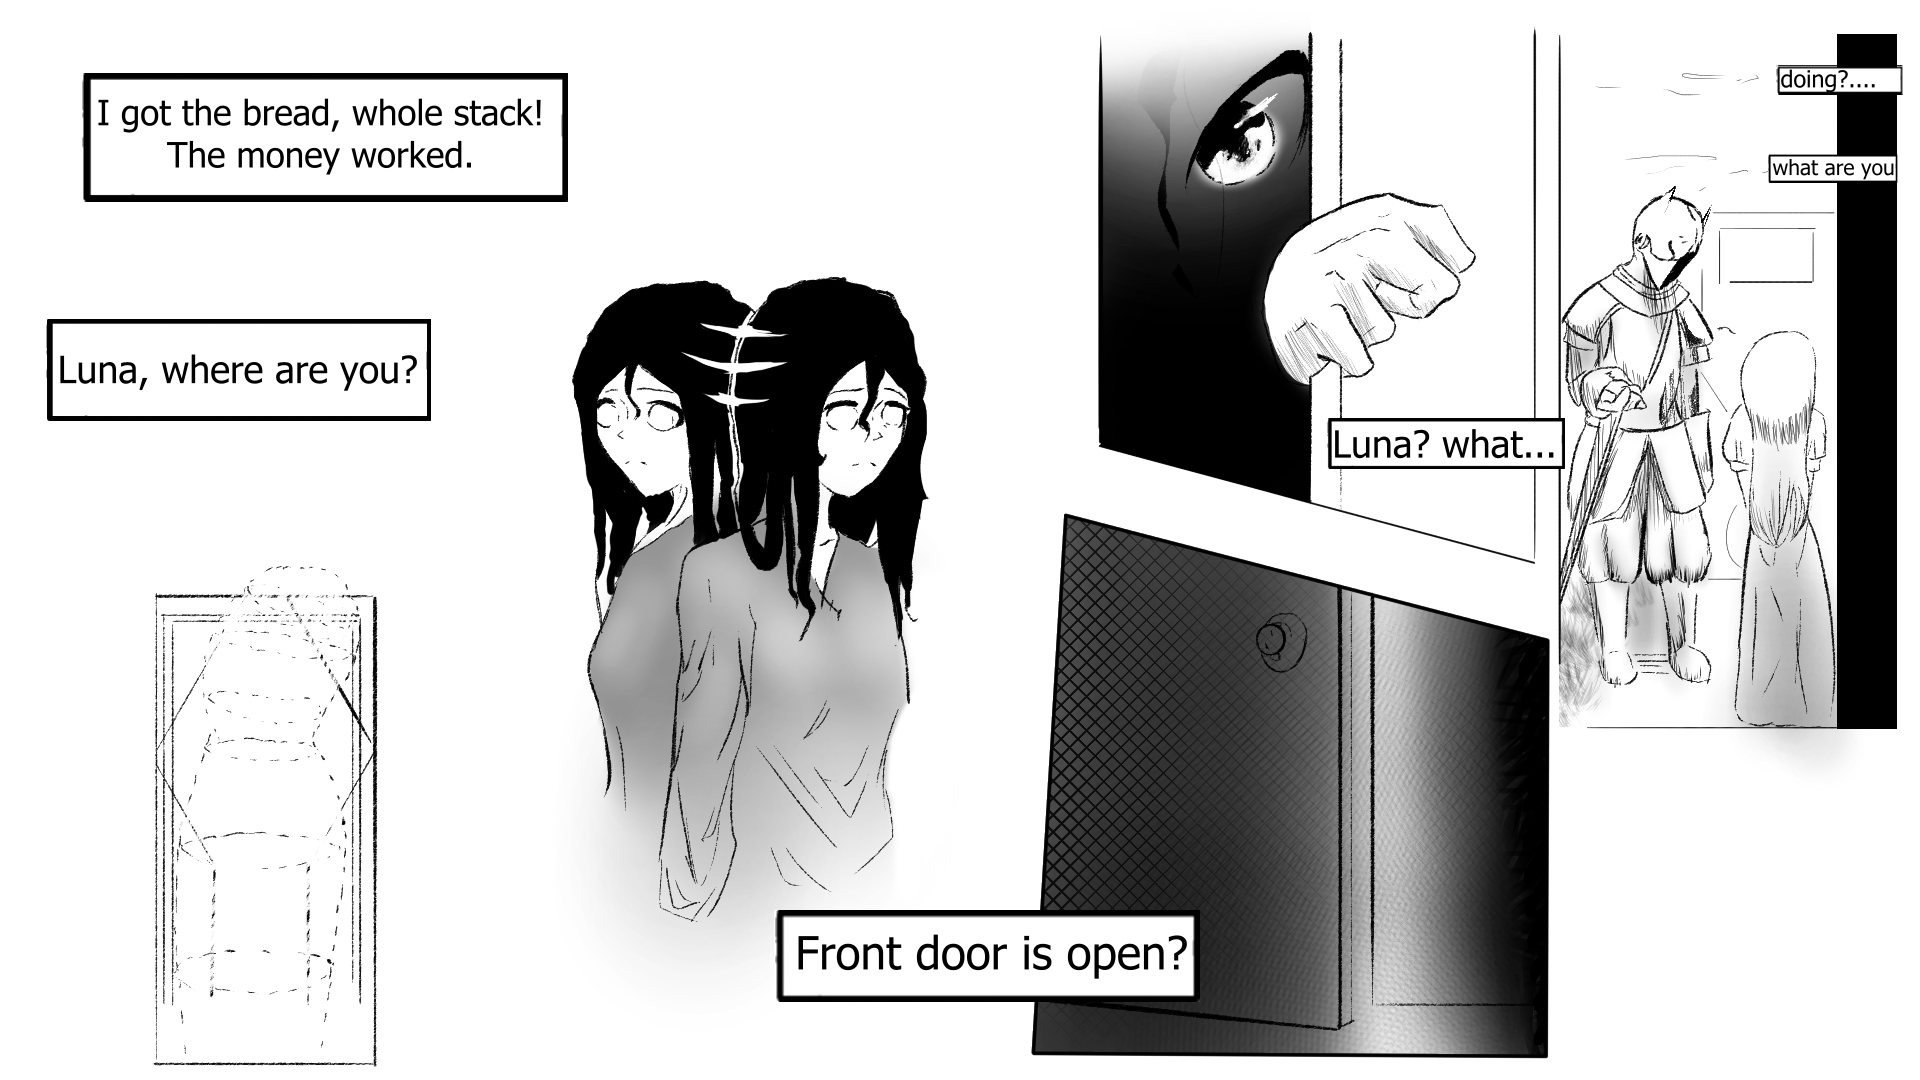 I got the bread, whole stack!
The money worked.
Luna, where are you?
Front door is open?
Luna? what...
what are you
doing?....